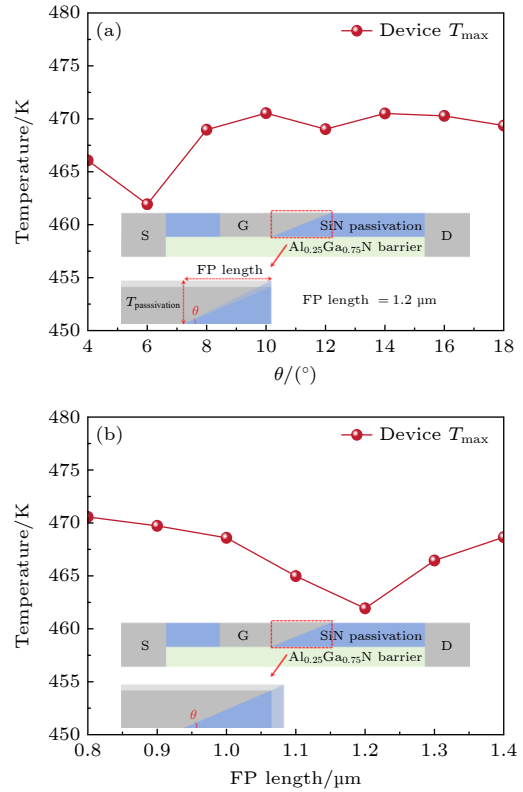 480
(a)
Device Tmax
475
470
465
460
455
450
Temperature/K
S
G
SiN passivation
D
Al0.25Ga0.75N barrier
FP length
Tpasssivation
θ
FP length = 1.2 μm
4 6 8 10 12 14 16 18
θ/(°)
480
(b)
Device Tmax
475
470
465
460
455
450
Temperature/K
S
G
SiN passivation
D
Al0.25Ga0.75N barrier
θ
0.8 0.9 1.0 1.1 1.2 1.3 1.4
FP length/μm